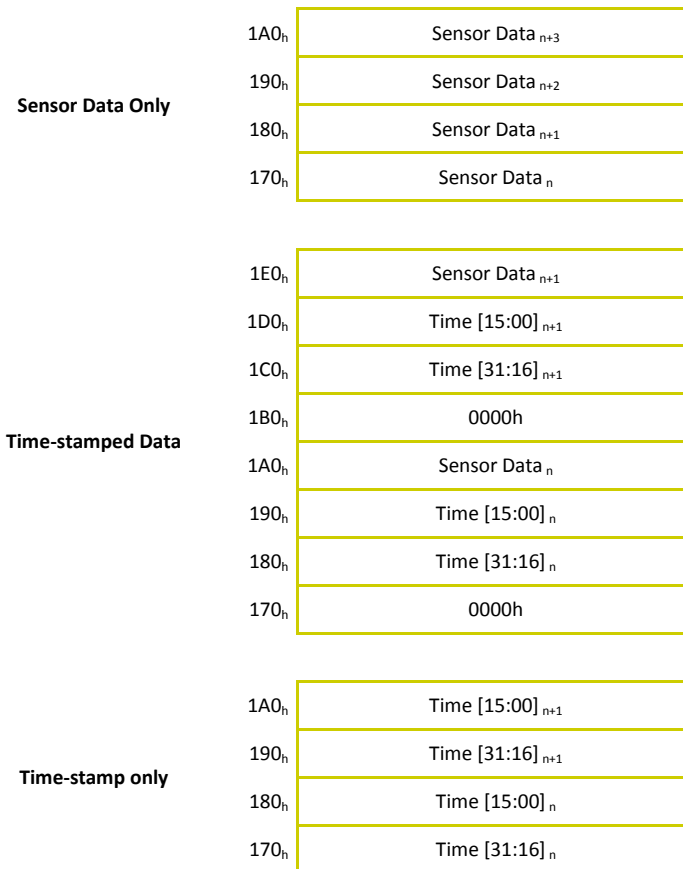 1A0h Sensor Data n+3
190h Sensor Data n+2
Sensor Data Only
180h Sensor Data n+1
170h Sensor Data n
1E0h Sensor Data n+1
1D0h Time [15:00] n+1
1C0h Time [31:16] n+1
1B0h 0000h
Time-stamped Data
1A0h Sensor Data n
190h Time [15:00] n
180h Time [31:16] n
170h 0000h
1A0h Time [15:00] n+1
190h Time [31:16] n+1
Time-stamp only
180h Time [15:00] n
170h Time [31:16] n